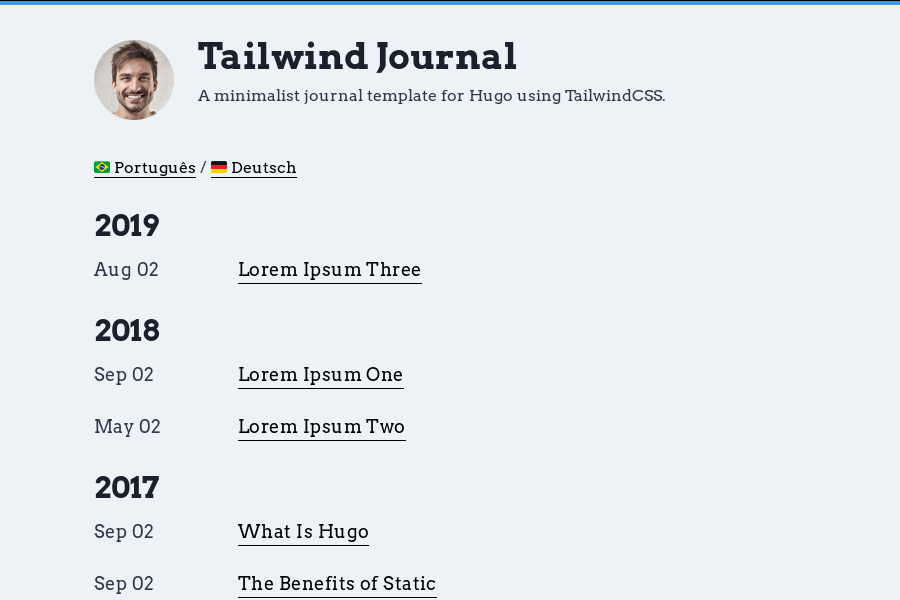 Tailwind Journal
A minimalist journal template for Hugo using TailwindCSS.
Português / Deutsch
2019
Aug 02 Lorem Ipsum Three
2018
Sep 02 Lorem Ipsum One
May 02 Lorem Ipsum Two
2017
Sep 02 What Is Hugo
Sep 02 The Benefits of Static